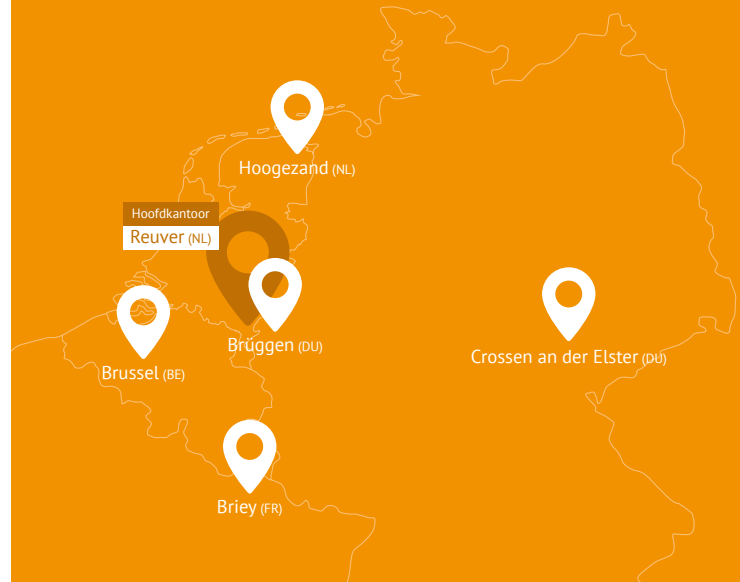 Hoogezand (NL)
Hoofdkantoor
Reuver (NL)
Brüggen (DU)
Crossen an der Elster (DU)
Brussel (BE)
Briey (FR)